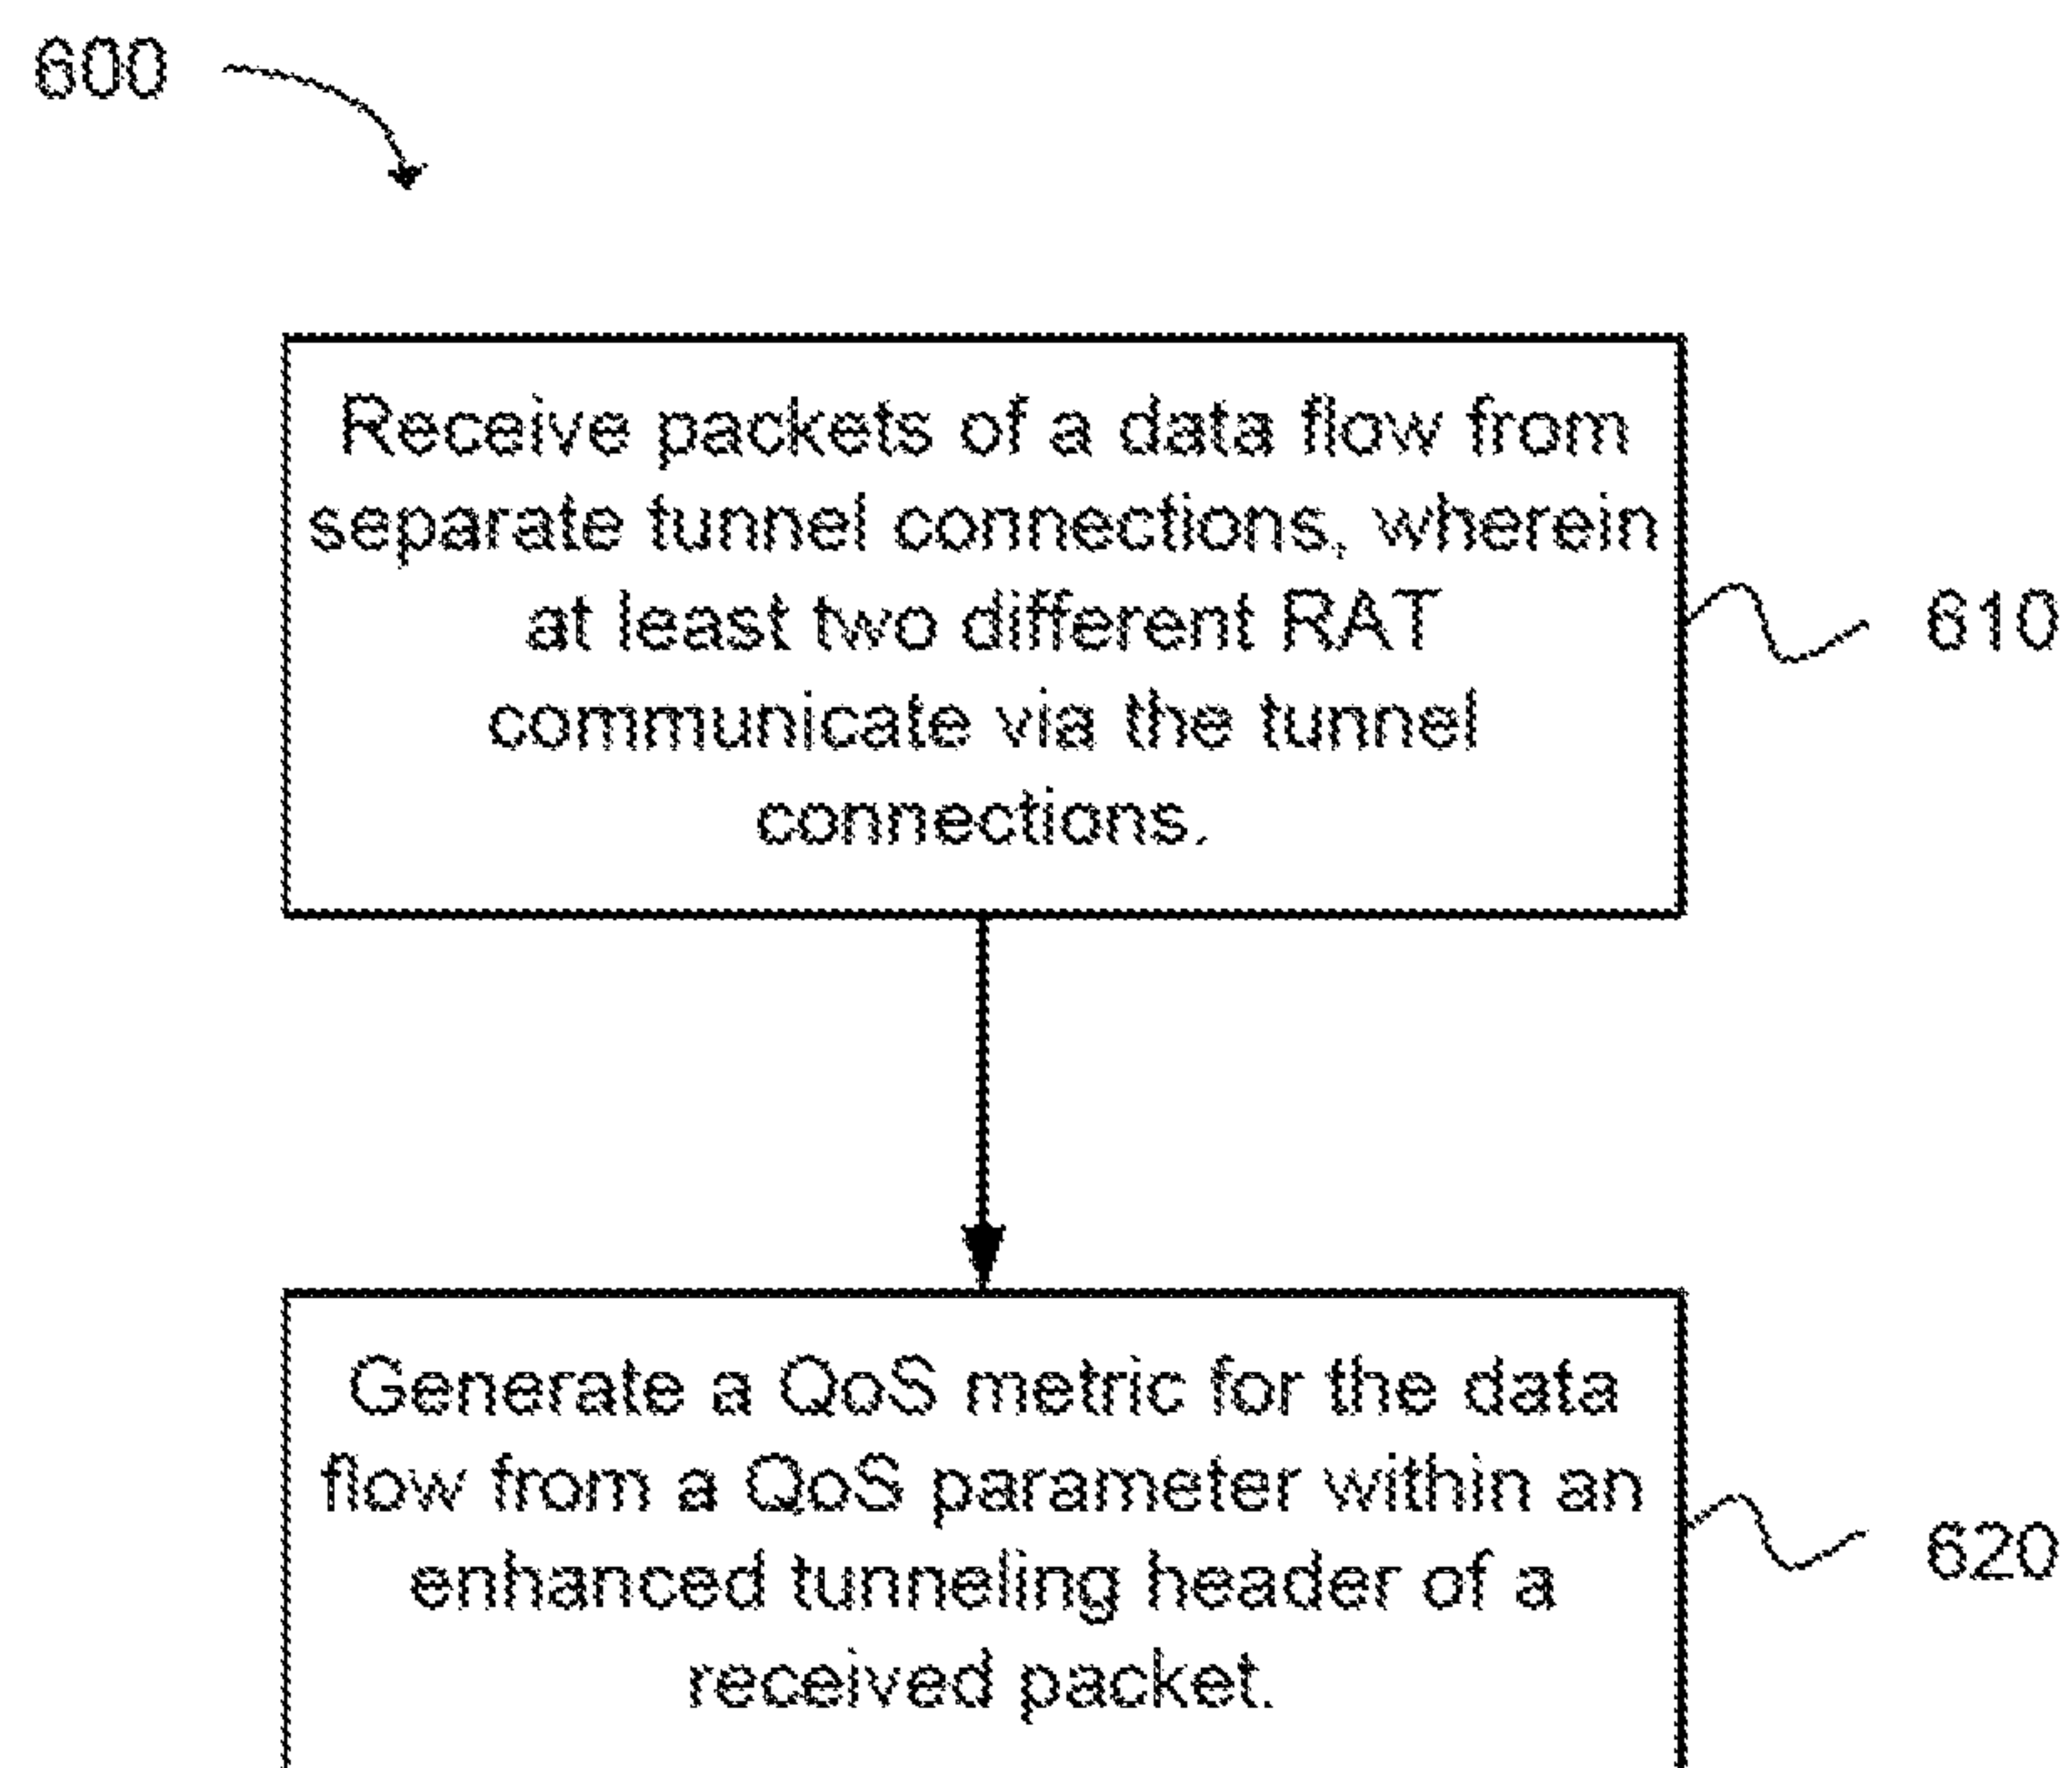 600
Receive packets of a data flow from
separate tunnel connections, wherein
at least two different RAT
communicate via the tunnel
connections.
610
Generate a QoS metric for the data
flow from a QoS parameter within an
enhanced tunneling header of a
received packet.
620